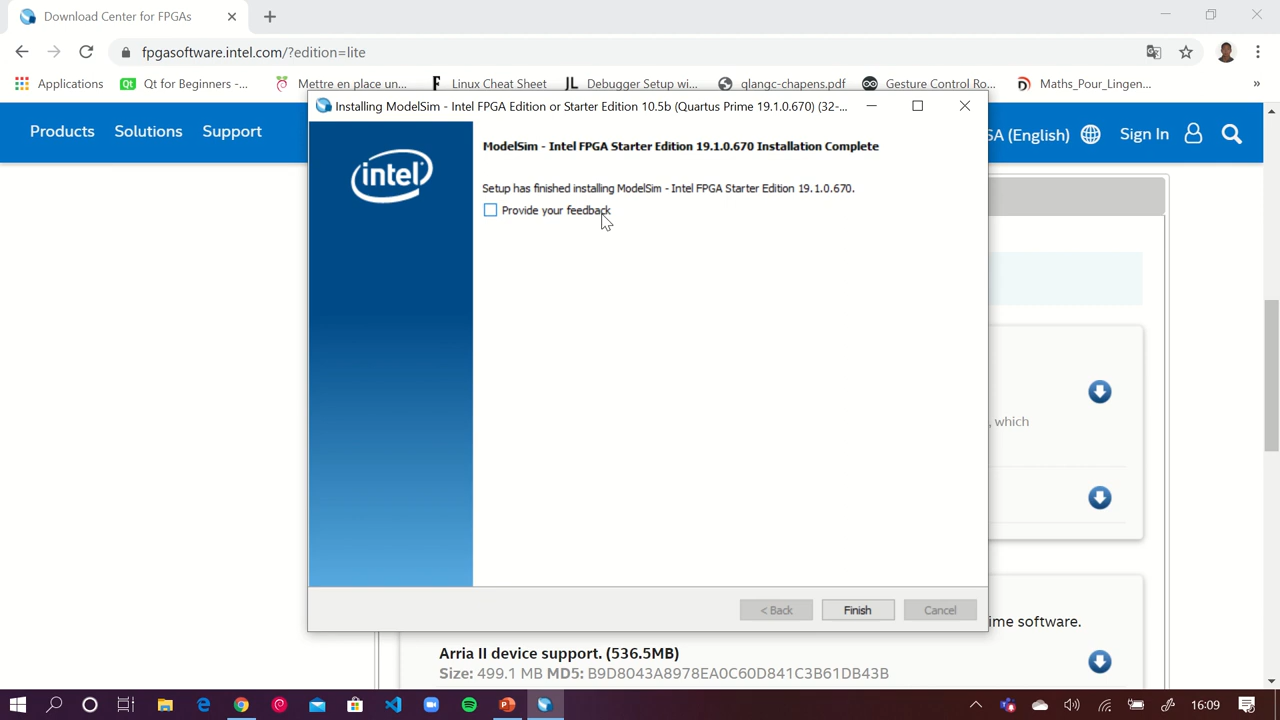 Download Center for FPGAs
fpgasoftware.intel.com/?edition=lite
Applications
Qt for Beginners -...
Mettre en place un...
Linux Cheat Sheet
Debugger Setup wi...
qlangc-chapens.pdf
Gesture Control Ro...
Maths_Pour_Lingen...
»
Installing ModelSim - Intel FPGA Edition or Starter Edition 10.5b (Quartus Prime 19.1.0.670) (32-...
Products Solutions Support
SA (English) Sign In
intel
ModelSim - Intel FPGA Starter Edition 19.1.0.670 Installation Complete
Setup has finished installing ModelSim - Intel FPGA Starter Edition 19.1.0.670.
Provide your feedback
, which
< Back Finish Cancel
ime software.
Arria II device support. (536.5MB)
Size: 499.1 MB MD5: B9D8043A8978EA0C60D841C3B61DB43B
16:09